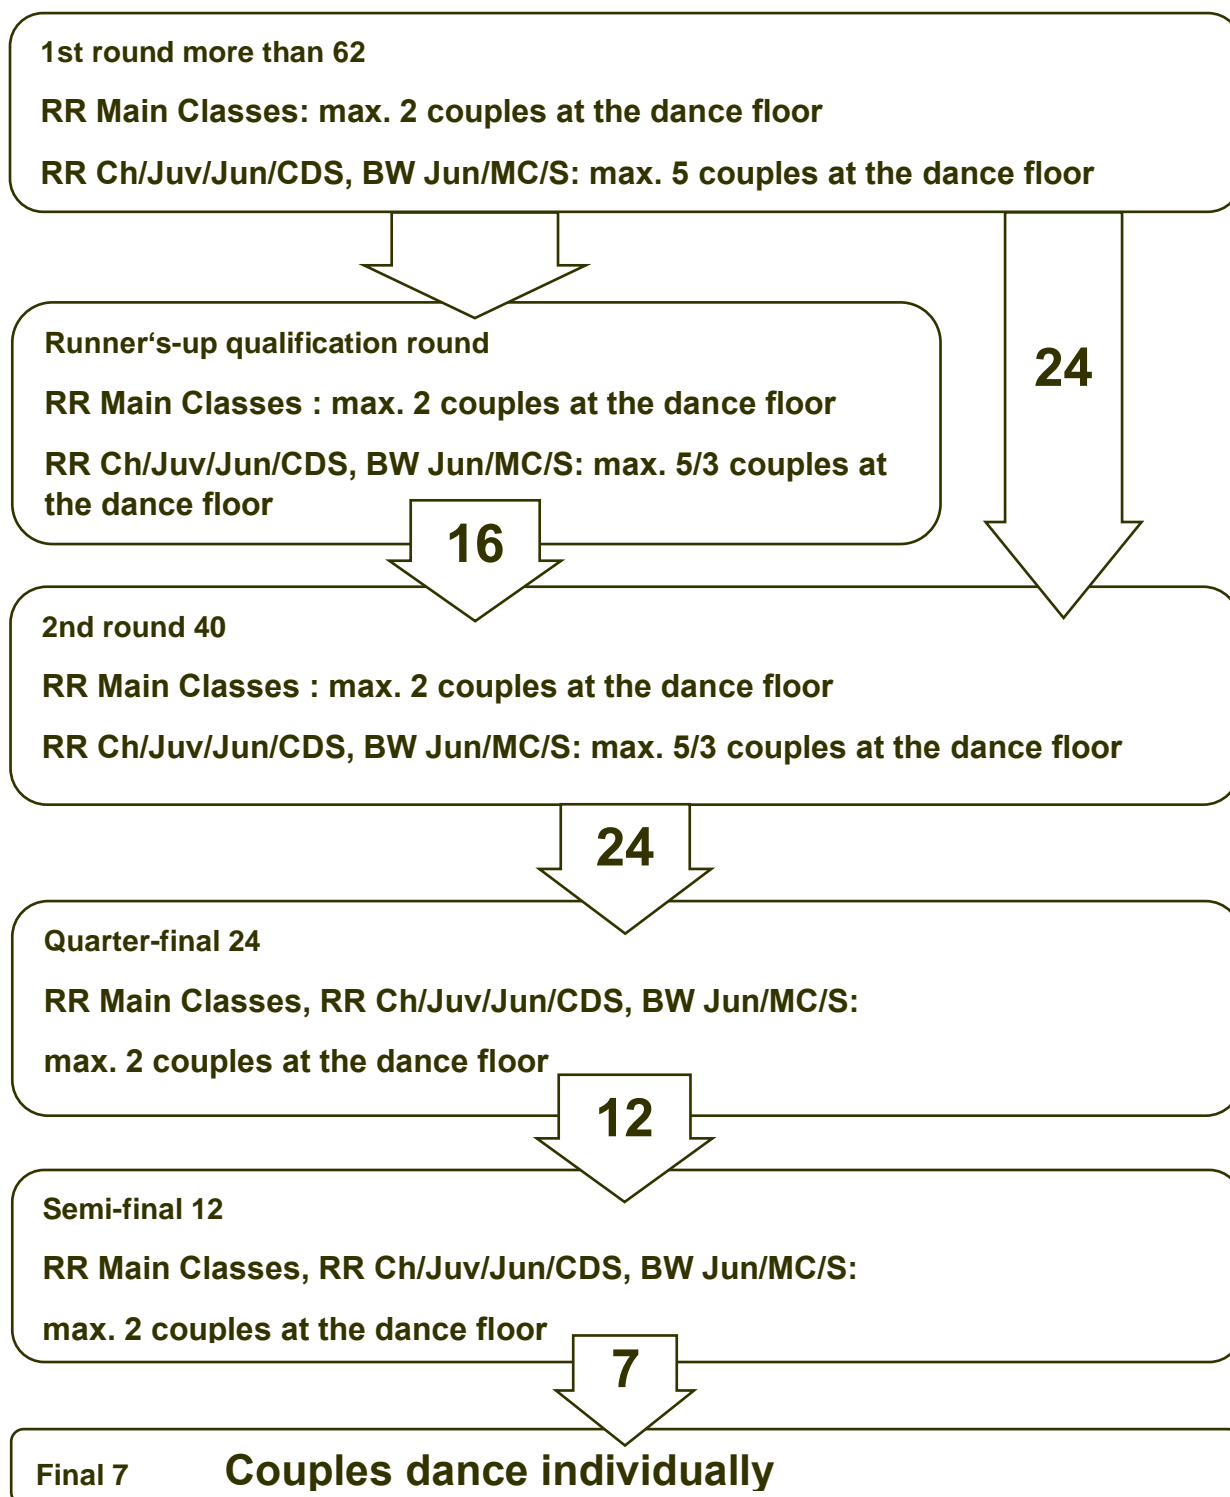 1st round more than 62
RR Main Classes: max. 2 couples at the dance floor
RR Ch/Juv/Jun/CDS, BW Jun/MC/S: max. 5 couples at the dance floor
Runner‘s-up qualification round
RR Main Classes : max. 2 couples at the dance floor
RR Ch/Juv/Jun/CDS, BW Jun/MC/S: max. 5/3 couples at
the dance floor
24
16
2nd round 40
RR Main Classes : max. 2 couples at the dance floor
RR Ch/Juv/Jun/CDS, BW Jun/MC/S: max. 5/3 couples at the dance floor
24
Quarter-final 24
RR Main Classes, RR Ch/Juv/Jun/CDS, BW Jun/MC/S:
max. 2 couples at the dance floor
12
Semi-final 12
RR Main Classes, RR Ch/Juv/Jun/CDS, BW Jun/MC/S:
max. 2 couples at the dance floor
7
Final 7 Couples dance individually